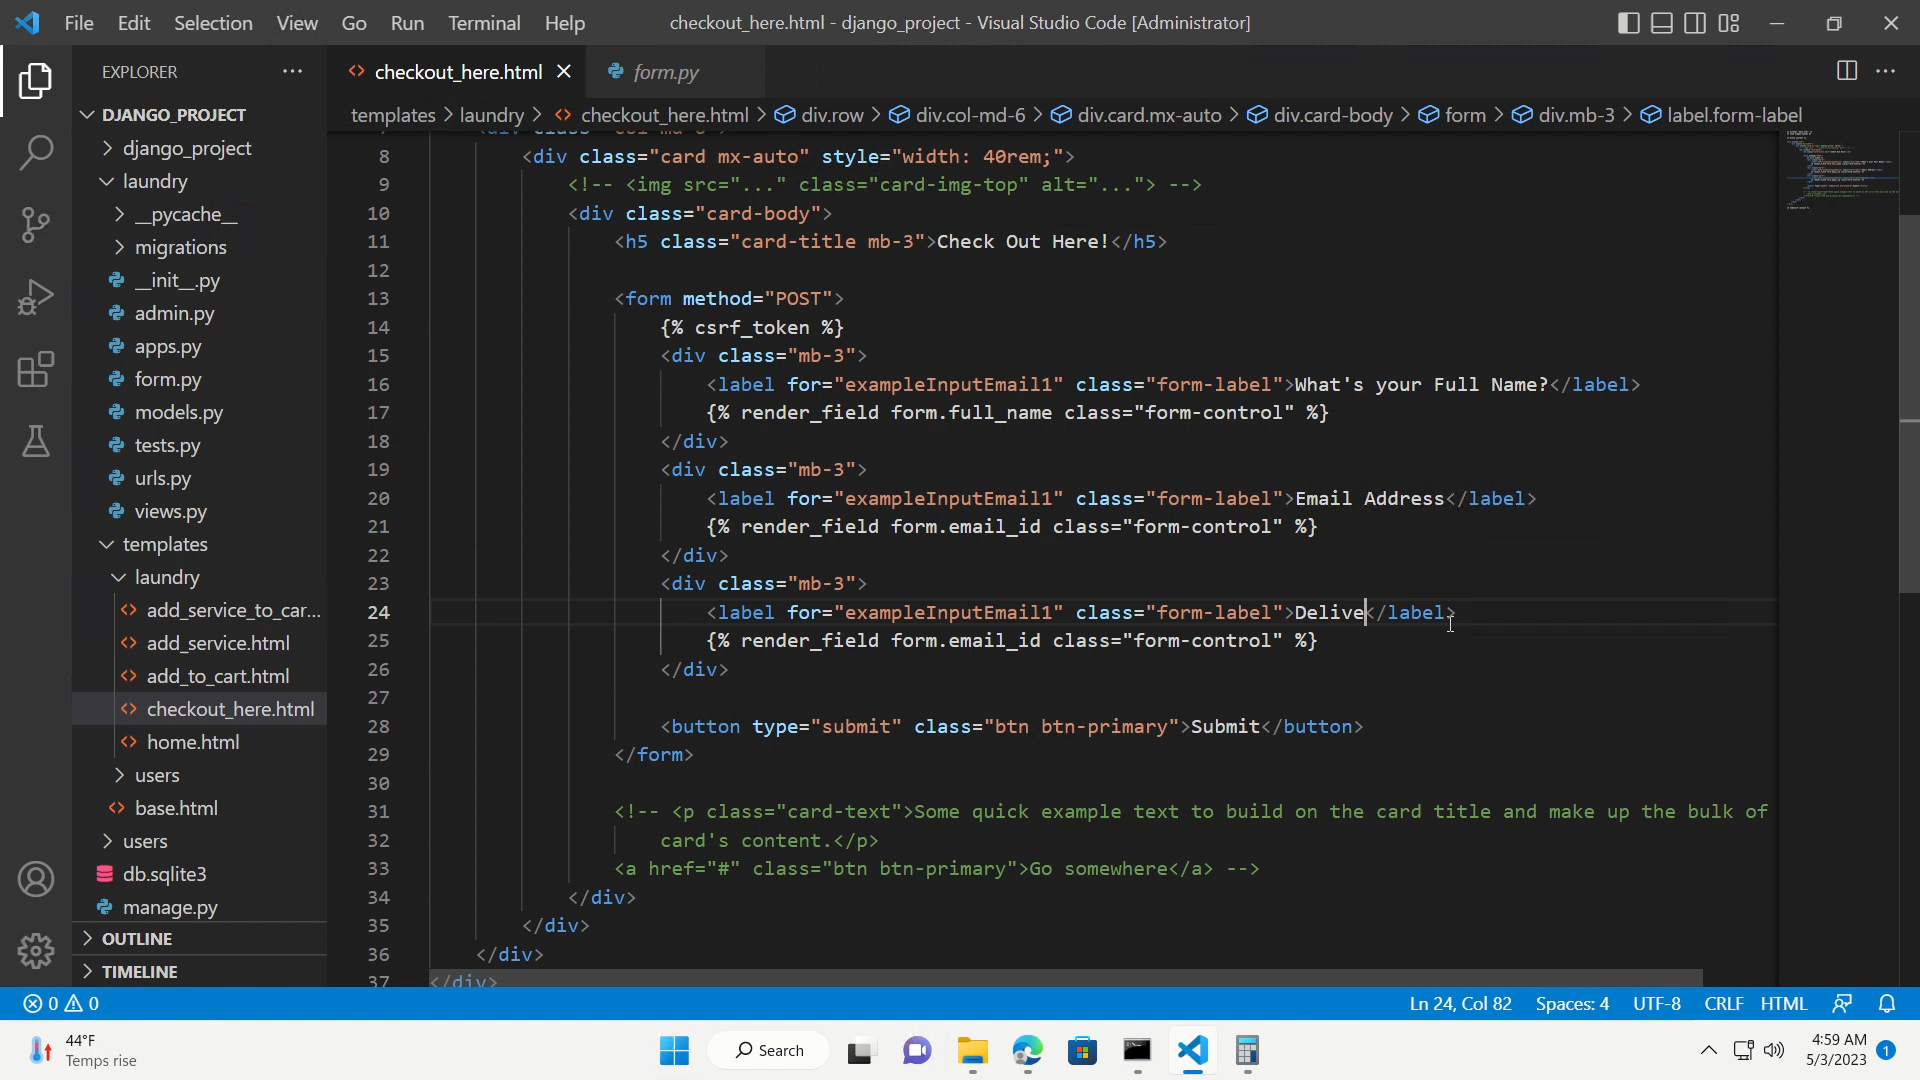 File Edit Selection View Go Run Terminal Help
checkout_here.html - django_project - Visual Studio Code [Administrator]
EXPLORER
checkout_here.html
form.py
DJANGO_PROJECT
templates > laundry > checkout_here.html > div.row > div.col-md-6 > div.card.mx-auto > div.card-body > form > div.mb-3 > label.form-label
django_project
laundry
__pycache__
migrations
__init__.py
admin.py
apps.py
form.py
models.py
tests.py
urls.py
views.py
templates
laundry
add_service_to_car...
add_service.html
add_to_cart.html
checkout_here.html
home.html
users
base.html
users
db.sqlite3
manage.py
OUTLINE
TIMELINE
8 <div class="card mx-auto" style="width: 40rem;">
9 <!-- <img src="..." class="card-img-top" alt="..."> -->
10 <div class="card-body">
11 <h5 class="card-title mb-3">Check Out Here!</h5>
12
13 <form method="POST">
14 {% csrf_token %}
15 <div class="mb-3">
16 <label for="exampleInputEmail1" class="form-label">What's your Full Name?</label>
17 {% render_field form.full_name class="form-control" %}
18 </div>
19 <div class="mb-3">
20 <label for="exampleInputEmail1" class="form-label">Email Address</label>
21 {% render_field form.email_id class="form-control" %}
22 </div>
23 <div class="mb-3">
24 <label for="exampleInputEmail1" class="form-label">Delive</label>
25 {% render_field form.email_id class="form-control" %}
26 </div>
27
28 <button type="submit" class="btn btn-primary">Submit</button>
29 </form>
30
31 <!-- <p class="card-text">Some quick example text to build on the card title and make up the bulk of
32 card's content.</p>
33 <a href="#" class="btn btn-primary">Go somewhere</a> -->
34 </div>
35 </div>
36 </div>
37 </div>
0 0
Ln 24, Col 82 Spaces: 4 UTF-8 CRLF HTML
44°F
Temps rise
Search
4:59 AM
5/3/2023
1